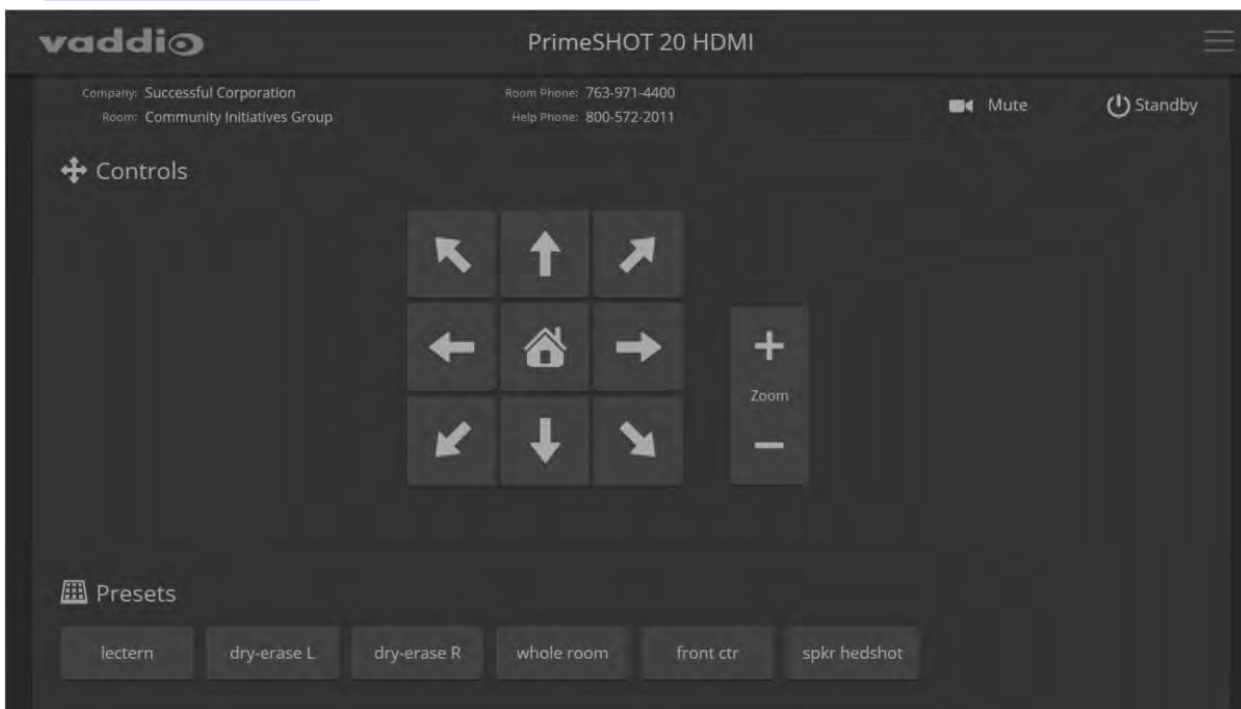 vaddio
PrimeSHOT 20 HDMI
Company: Successful Corporation
Room: Community Initiatives Group
Room Phone: 763-971-4400
Help Phone: 800-572-2011
Mute
Standby
Controls
Zoom
Presets
lectern
dry-erase L
dry-erase R
whole room
front ctr
spkr hedshot